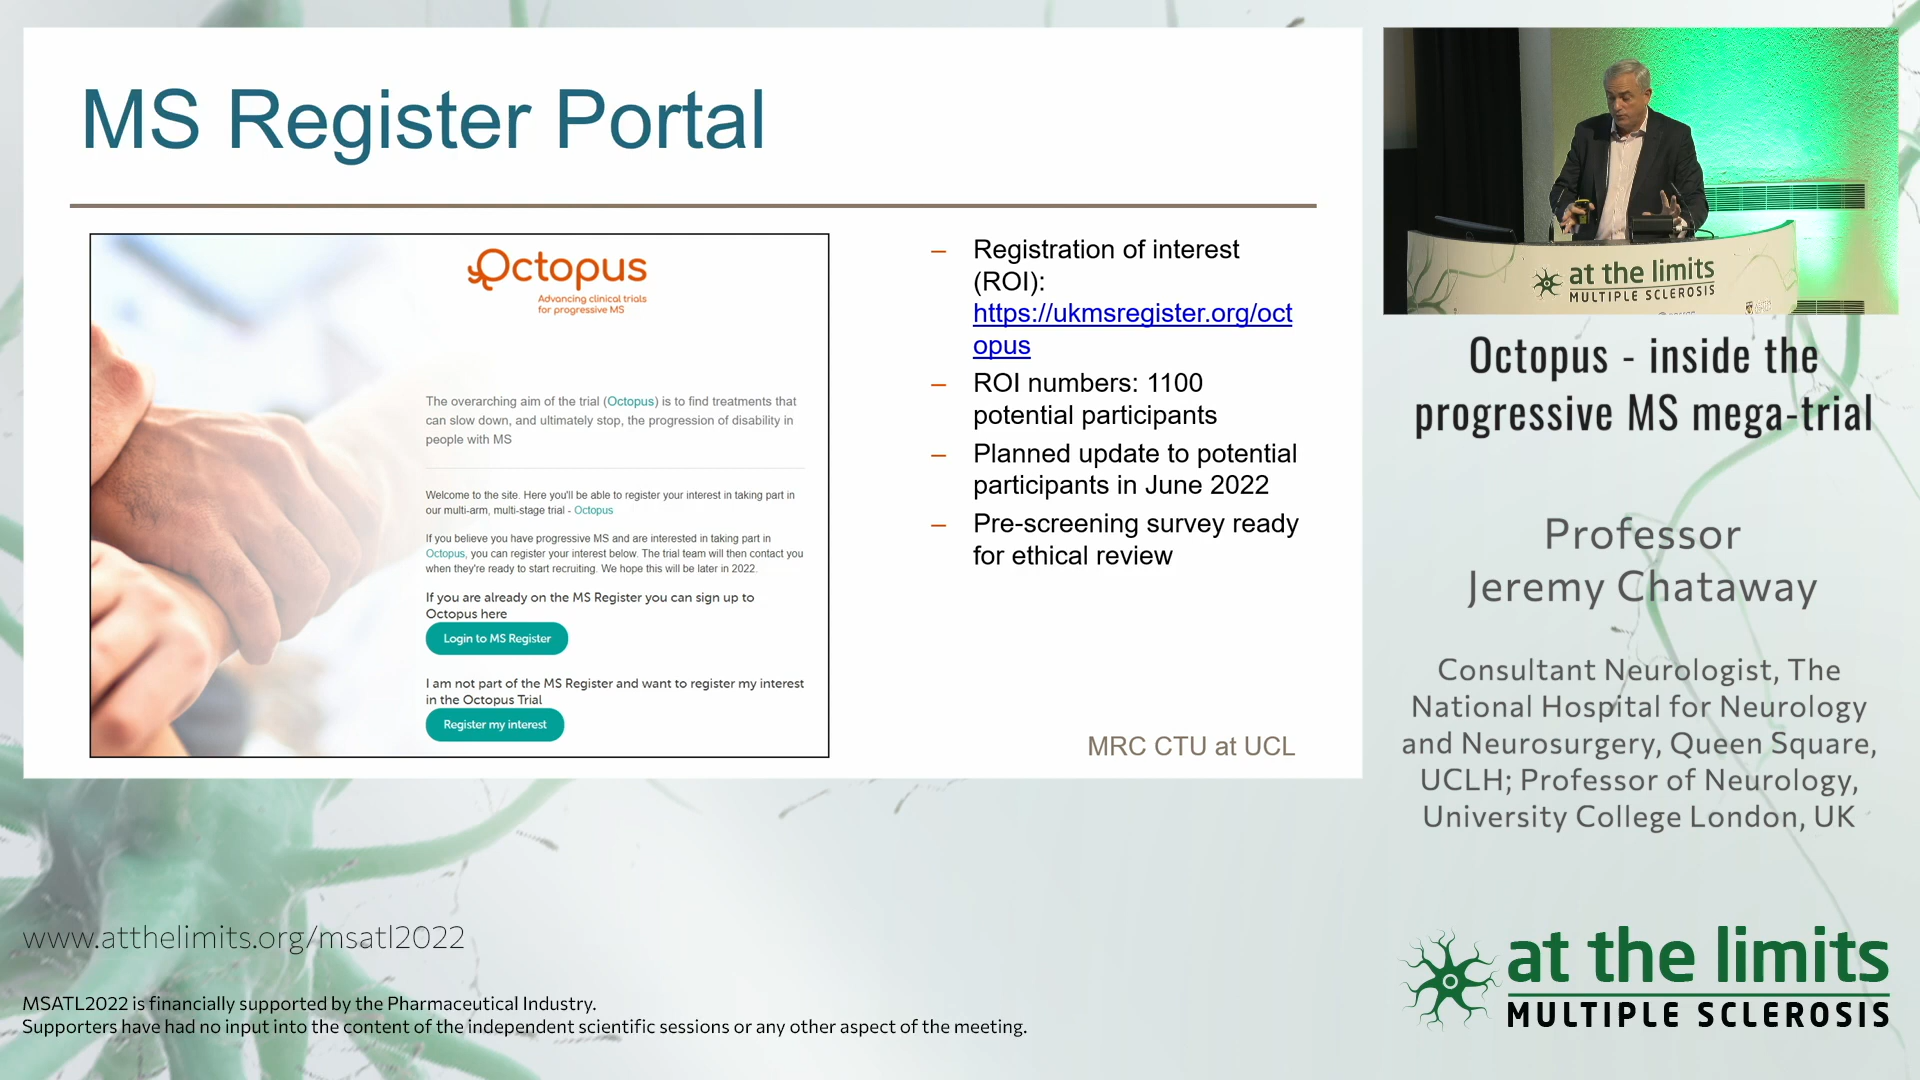 MS Register Portal
Octopus
Advancing clinical trials
for progressive MS
The overarching aim of the trial (Octopus) is to find treatments that
can slow down, and ultimately stop, the progression of disability in
people with MS
Welcome to the site. Here you'll be able to register your interest in taking part in
our multi-arm, multi-stage trial - Octopus
If you believe you have progressive MS and are interested in taking part in
Octopus, you can register your interest below. The trial team will then contact you
when they're ready to start recruiting. We hope this will be later in 2022.
If you are already on the MS Register you can sign up to
Octopus here
Login to MS Register
I am not part of the MS Register and want to register my interest
in the Octopus Trial
Register my interest
– Registration of interest
(ROI):
https://ukmsregister.org/oct
opus
– ROI numbers: 1100
potential participants
– Planned update to potential
participants in June 2022
– Pre-screening survey ready
for ethical review
MRC CTU at UCL
at the limits
MULTIPLE SCLEROSIS
Octopus - inside the
progressive MS mega-trial
Professor
Jeremy Chataway
Consultant Neurologist, The
National Hospital for Neurology
and Neurosurgery, Queen Square,
UCLH; Professor of Neurology,
University College London, UK
www.atthelimits.org/msatl2022
MSATL2022 is financially supported by the Pharmaceutical Industry.
Supporters have had no input into the content of the independent scientific sessions or any other aspect of the meeting.
at the limits
MULTIPLE SCLEROSIS